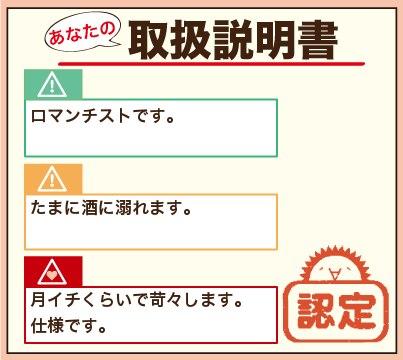 あなたの
取扱説明書
ロマンチストです。
たまに酒に溺れます。
月イチくらいで苛々します。
仕様です。
認定